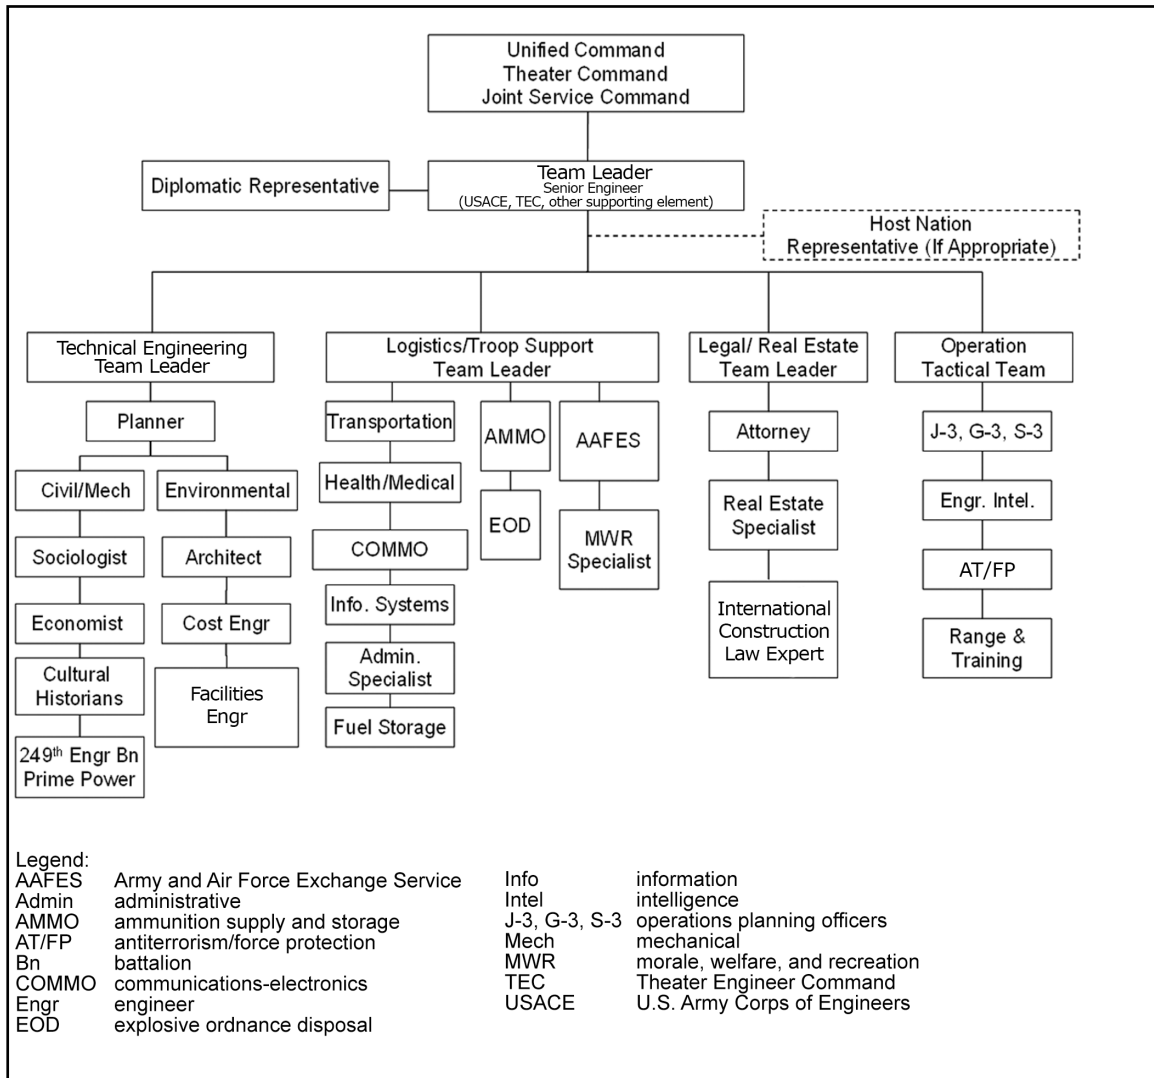 Unified Command
Theater Command
Joint Service Command
Diplomatic Representative
Team Leader
Senior Engineer
(USACE, TEC, other supporting element)
Host Nation
Representative (If Appropriate)
Technical Engineering
Team Leader
Logistics/Troop Support
Team Leader
Legal/ Real Estate
Team Leader
Operation
Tactical Team
Planner
Civil/Mech
Sociologist
Economist
Cultural
Historians
249th Engr Bn
Prime Power
Environmental
Architect
Cost Engr
Facilities
Engr
Transportation
Health/Medical
COMMO
Info. Systems
Admin.
Specialist
Fuel Storage
AMMO
EOD
AAFES
MWR
Specialist
Attorney
Real Estate
Specialist
International
Construction
Law Expert
J-3, G-3, S-3
Engr. Intel.
AT/FP
Range &
Training
Legend:
AAFES Army and Air Force Exchange Service
Admin administrative
AMMO ammunition supply and storage
AT/FP antiterrorism/force protection
Bn battalion
COMMO communications-electronics
Engr engineer
EOD explosive ordnance disposal
Info information
Intel intelligence
J-3, G-3, S-3 operations planning officers
Mech mechanical
MWR morale, welfare, and recreation
TEC Theater Engineer Command
USACE U.S. Army Corps of Engineers